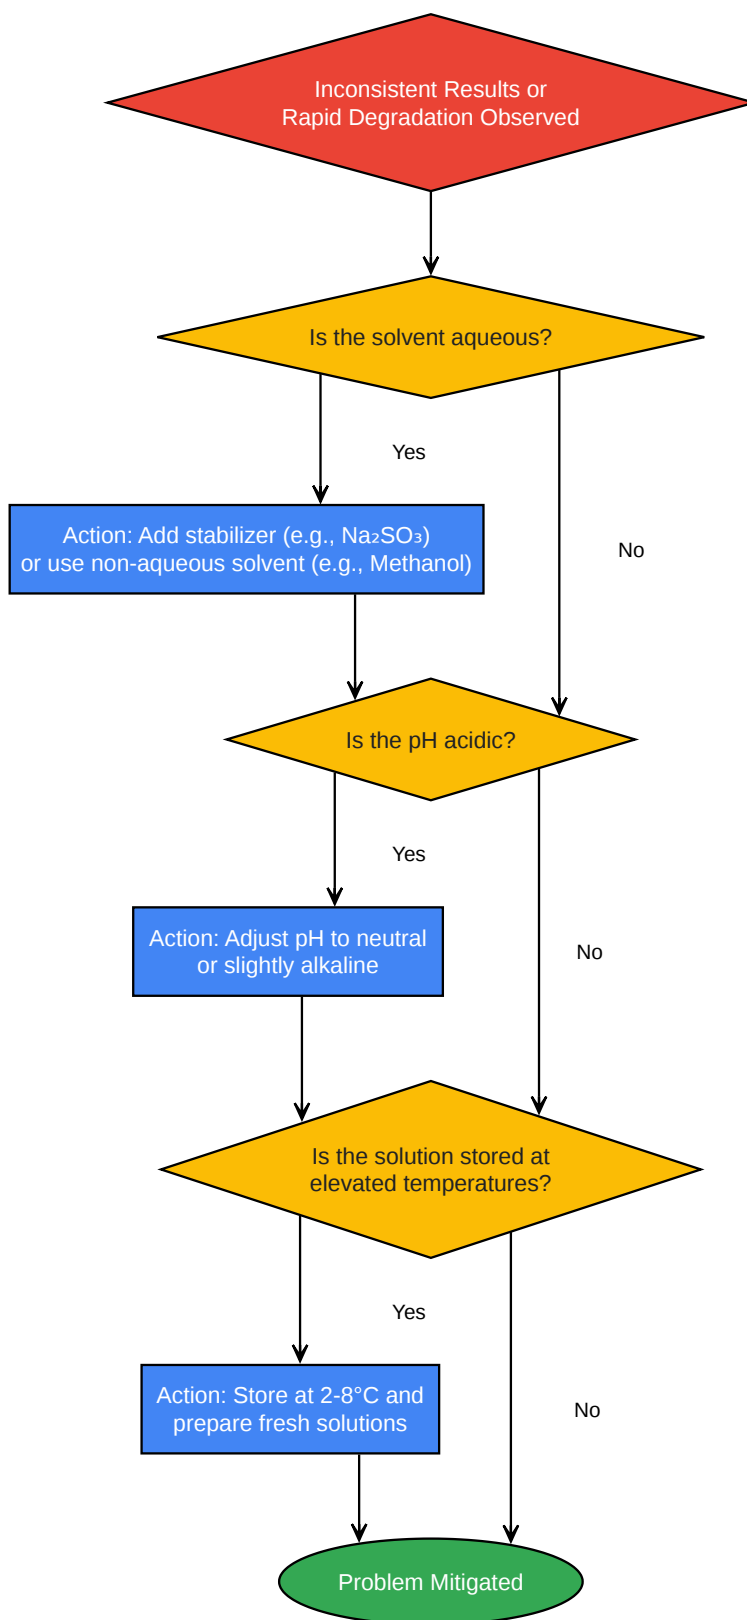 Inconsistent Results or
Rapid Degradation Observed
Is the solvent aqueous?
Yes
Action: Add stabilizer (e.g., Na₂SO₃)
or use non-aqueous solvent (e.g., Methanol)
No
Is the pH acidic?
Yes
Action: Adjust pH to neutral
or slightly alkaline
No
Is the solution stored at
elevated temperatures?
Yes
Action: Store at 2-8°C and
prepare fresh solutions
No
Problem Mitigated